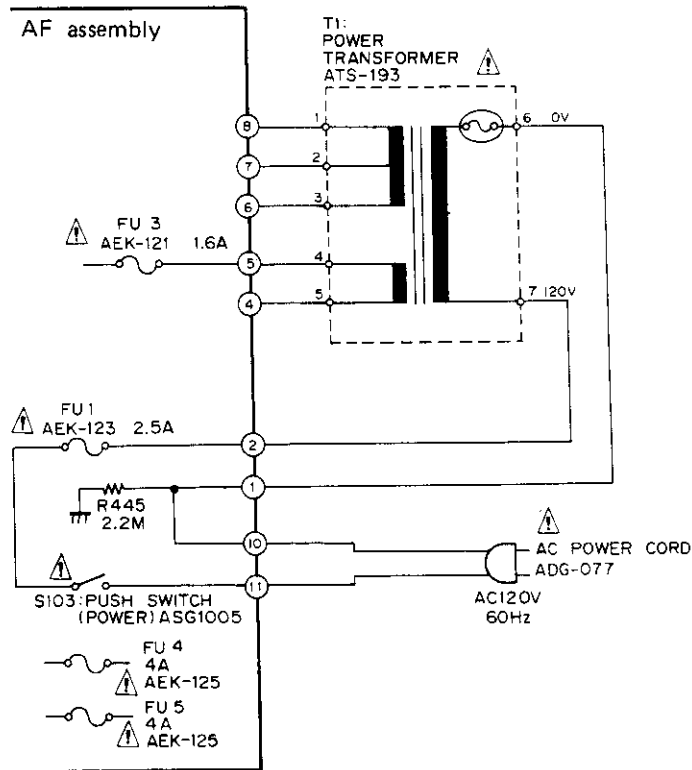 AF assembly
T1:
POWER
TRANSFORMER
ATS-193
8
1
6
0V
7
2
6
3
FU 3
AEK-121 1.6A
5
4
4
5
7 120V
FU 1
AEK-123 2.5A
2
1
R445
2.2M
10
AC POWER CORD
ADG-077
11
S103:PUSH SWITCH
(POWER) ASG1005
AC120V
60Hz
FU 4
4A
AEK-125
FU 5
4A
AEK-125